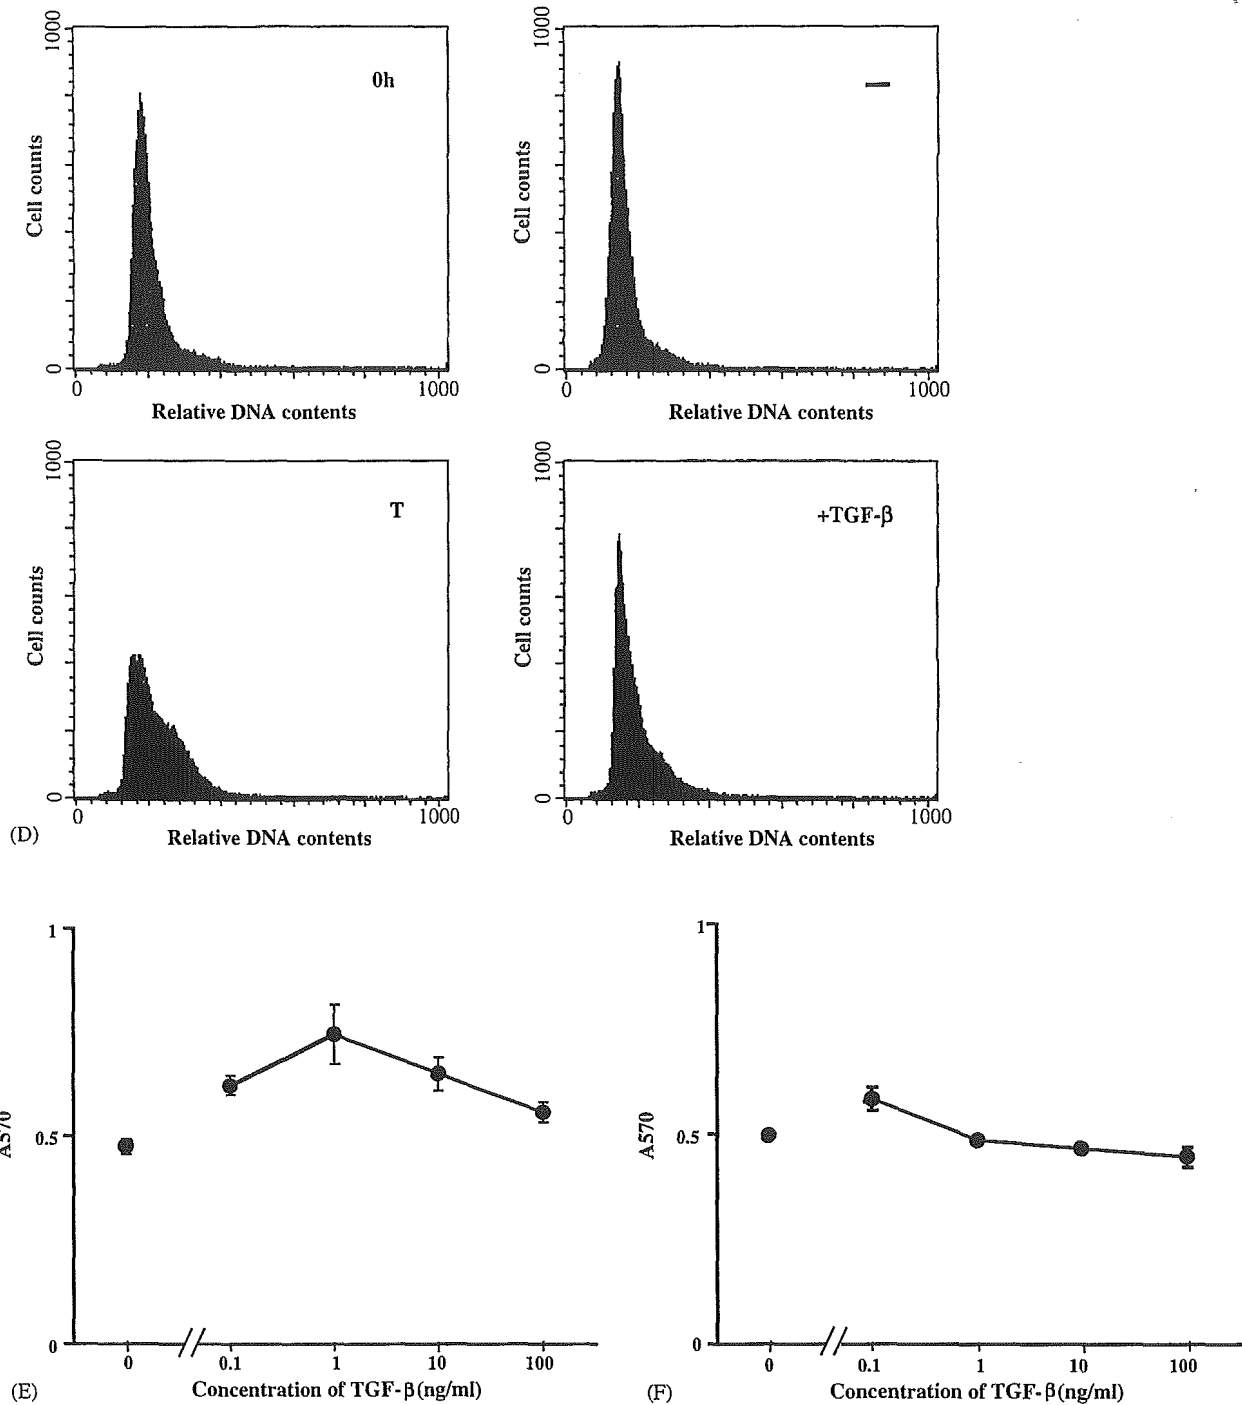 1000
0h
Cell counts
0
0
1000
Relative DNA contents
1000
—
Cell counts
0
0
1000
Relative DNA contents
1000
T
Cell counts
0
0
1000
Relative DNA contents
1000
+TGF-β
Cell counts
0
0
1000
Relative DNA contents
(D)
1
0.5
0
A570
0
0.1
1
10
100
Concentration of TGF-β(ng/ml)
(E)
1
0.5
0
A570
0
0.1
1
10
100
Concentration of TGF-β(ng/ml)
(F)